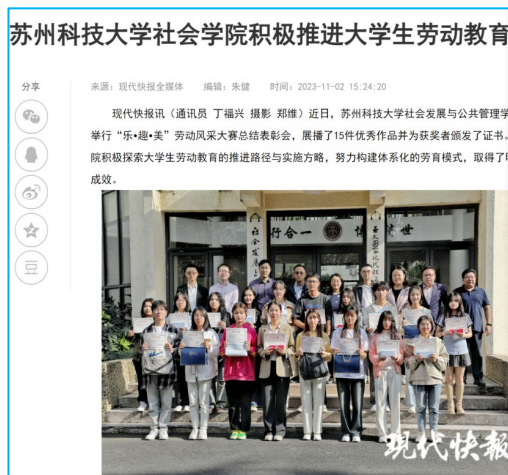 苏州科技大学社会学院积极推进大学生劳动教育
分享
来源：现代快报全媒体 编辑：朱健 时间：2023-11-02 15:24:20
现代快报讯（通讯员 丁福兴 摄影 郑维）近日，苏州科技大学社会发展与公共管理学
举行“乐•趣•美”劳动风采大赛总结表彰会，展播了15件优秀作品并为获奖者颁发了证书。
院积极探索大学生劳动教育的推进路径与实施方略，努力构建体系化的劳育模式，取得了
成效。
豆
行合一
世
现代快报